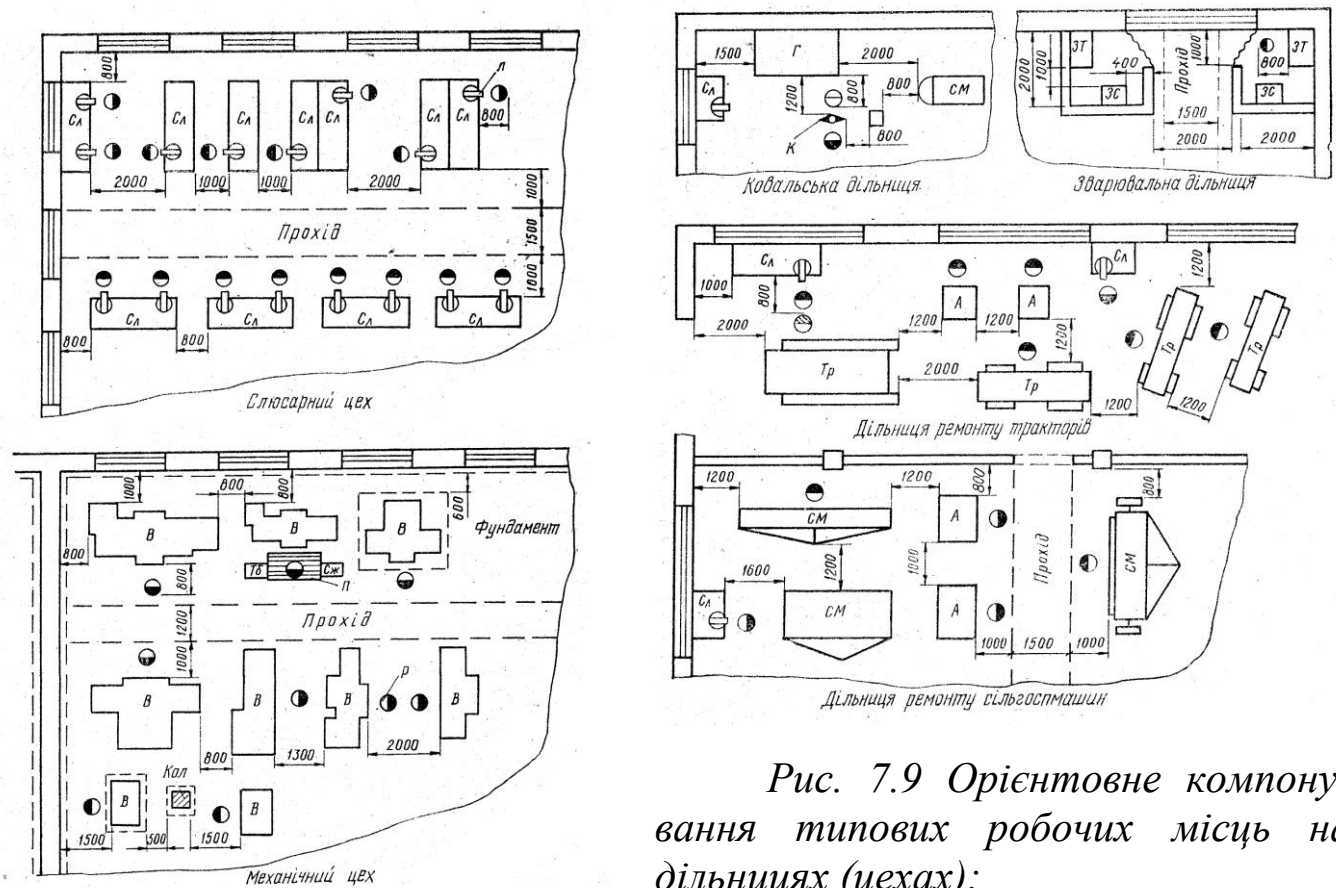 800
Л
Сл Сл Сл Сл Сл Сл Сл
800
2000 1000 1000 2000
1000
Прохід
1500
1000
Сл Сл Сл Сл
800 800
Слюсарний цех
1500
Г
2000
Сл
1200
800
800
СМ
К
800
Ковальська дільниця
ЗТ
2000
1000
400
ЗС
Прохід
1000
ЗТ
800
ЗС
1500
2000 2000
Зварювальна дільниця
Сл
Сл
1000
800
1200
А А
2000
1200 1200
1200
Тр
2000
Тр
Тр
Тр
1200
1200
Дільниця ремонту тракторів
1000
800
800
600
В
В
В
Фундамент
800
800
Тб
Сж
П
Прохід
1200
1000
Р
В
В
В
В
800
1300
2000
Кол
В
В
1500
500
1500
Механічний цех
1200
1200
800
800
СМ
А
1200
1000
Прохід
СМ
1600
Сл
СМ
А
1000 1500 1000
Дільниця ремонту сільгоспмашин
Рис. 7.9 Орієнтовне компону
вання типових робочих місць на
дільницях (цехах):